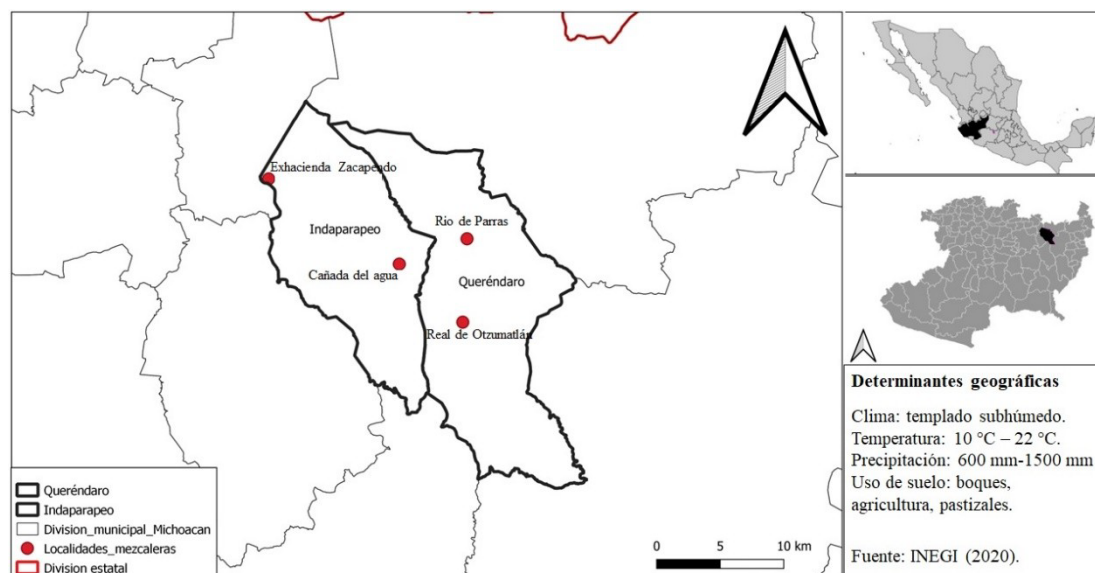 Exhacienda Zacapendo
Indaparapeo
Rio de Parras
Cañada del agua
Queréndaro
Real de Otzumatlán
Queréndaro
Indaparapeo
Division_municipal_Michoacan
Localidades_mezcaleras
Division estatal
0 5 10 km
Determinantes geográficas
Clima: templado subhúmedo.
Temperatura: 10 °C – 22 °C.
Precipitación: 600 mm-1500 mm
Uso de suelo: boques,
agricultura, pastizales.
Fuente: INEGI (2020).